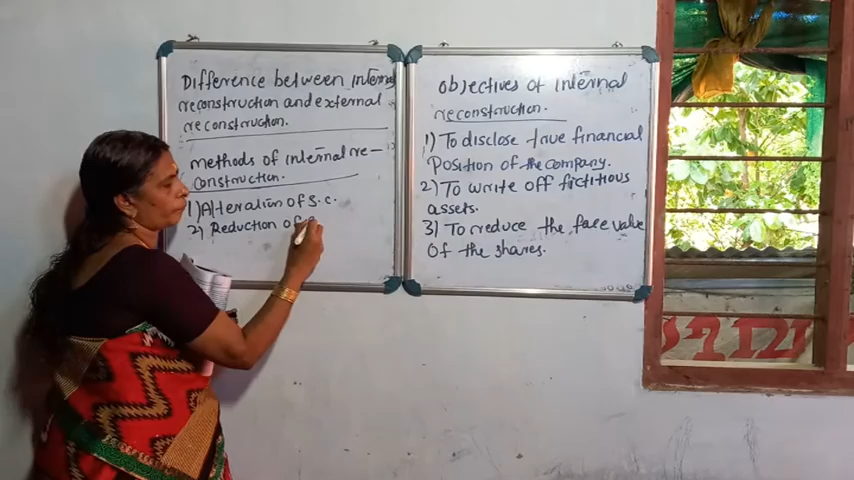 Difference between internal
reconstruction and external
reconstruction.
methods of internal re-
construction.
1) Alteration of S.C.
2) Reduction of
objectives of internal
reconstruction.
1) To disclose true financial
Position of the company.
2) To write off fictitious
assets.
3) To reduce the face value
Of the shares.